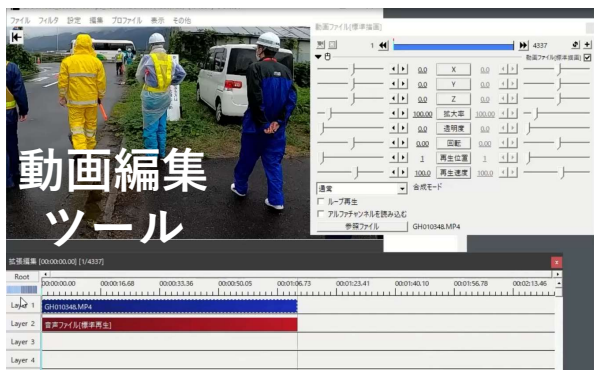 ファイル フィルタ 設定 編集 プロファイル 表示 その他
動画ファイル[標準描画]
1 4337
動画ファイル[標準描画]
0.0 X 0.0
0.0 Y 0.0
0.0 Z 0.0
100.00 拡大率 100.00
0.0 透明度 0.0
0.00 回転 0.00
1 再生位置 1
100.0 再生速度 100.0
通常 合成モード
ループ再生
アルファチャンネルを読み込む
参照ファイル GH010348.MP4
動画編集
ツール
拡張編集 [00:00:00.00] [1/4337]
Root
00:00:00.00 00:00:16.68 00:00:33.36 00:00:50.05 00:01:06.73 00:01:23.41 00:01:40.10 00:01:56.78 00:02:13.46
Layer 1 GH010348.MP4
Layer 2 音声ファイル[標準再生]
Layer 3
Layer 4